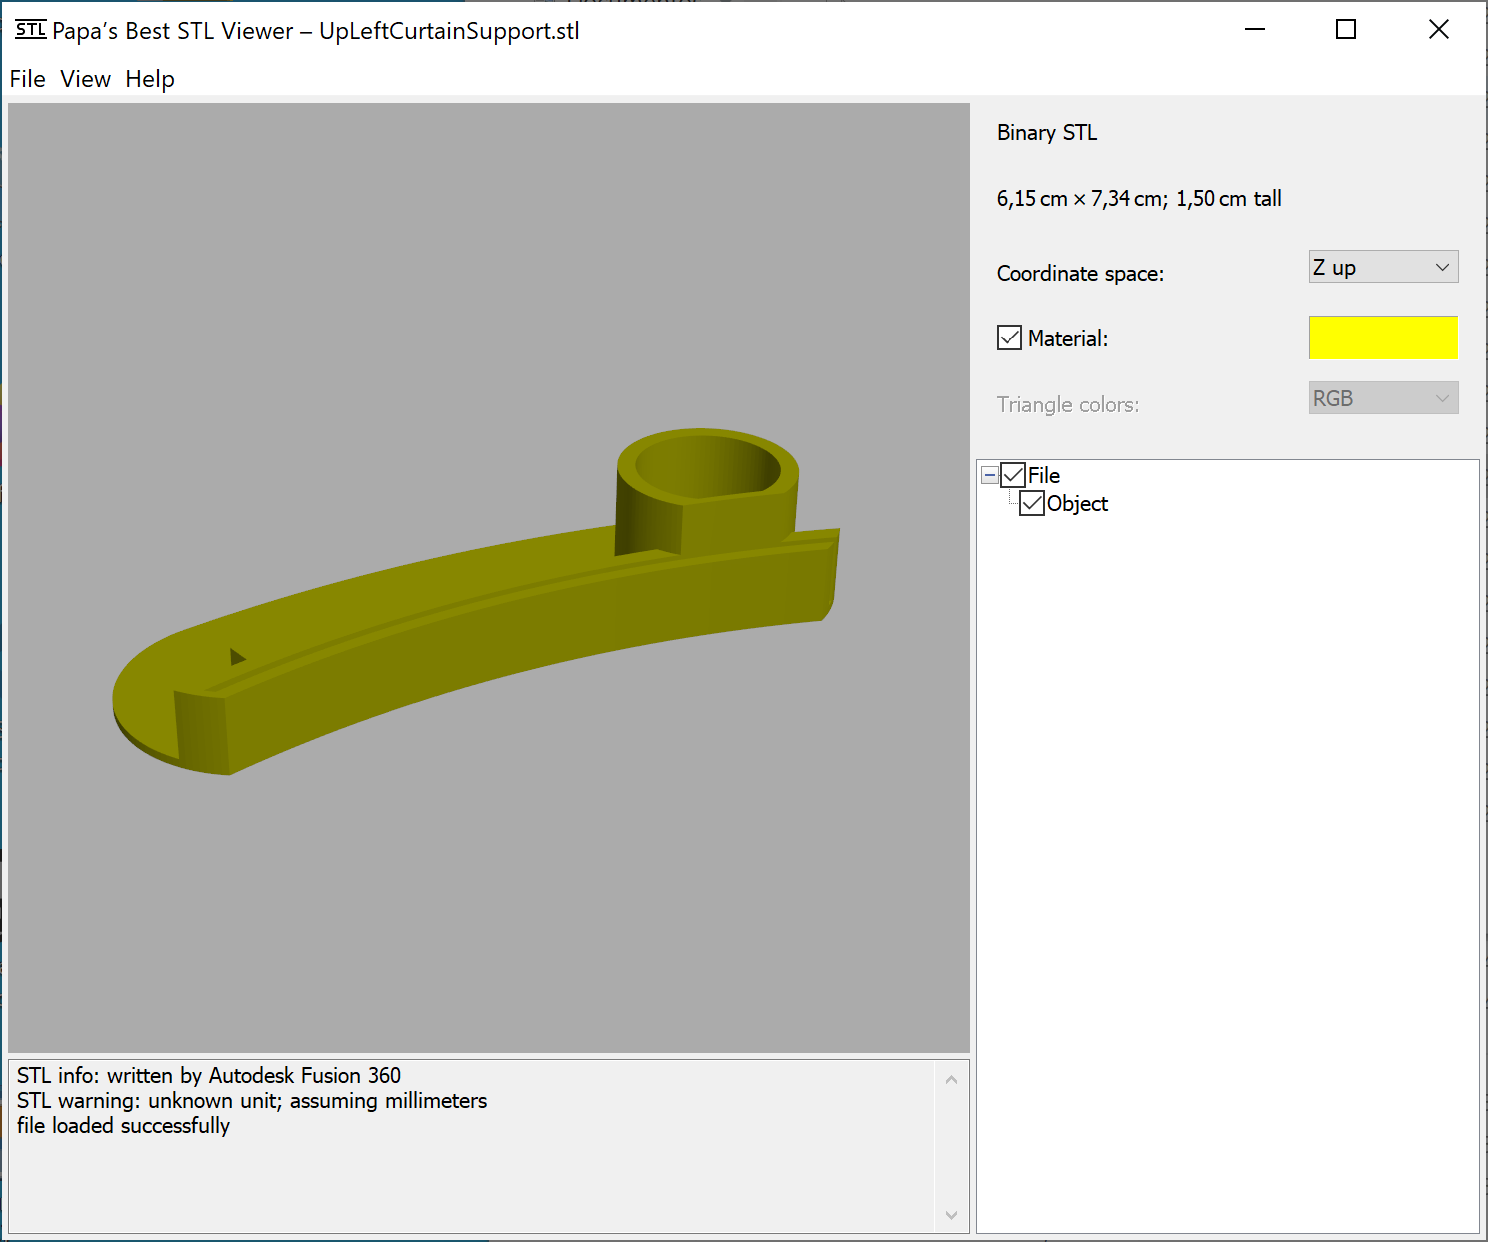 STL Papa’s Best STL Viewer – UpLeftCurtainSupport.stl
File View Help
Binary STL
6,15 cm × 7,34 cm; 1,50 cm tall
Coordinate space: Z up
Material:
Triangle colors: RGB
File
Object
STL info: written by Autodesk Fusion 360
STL warning: unknown unit; assuming millimeters
file loaded successfully